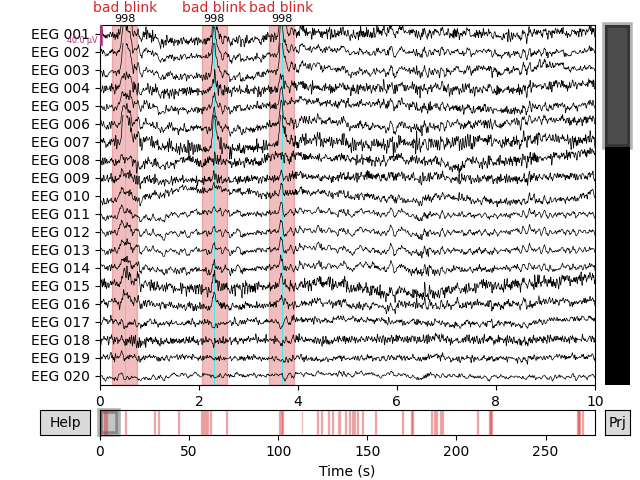 bad blink bad blink bad blink
998 998 998
EEG 001
40.0 µV
EEG 002
EEG 003
EEG 004
EEG 005
EEG 006
EEG 007
EEG 008
EEG 009
EEG 010
EEG 011
EEG 012
EEG 013
EEG 014
EEG 015
EEG 016
EEG 017
EEG 018
EEG 019
EEG 020
0 2 4 6 8 10
Help Prj
0 50 100 150 200 250
Time (s)